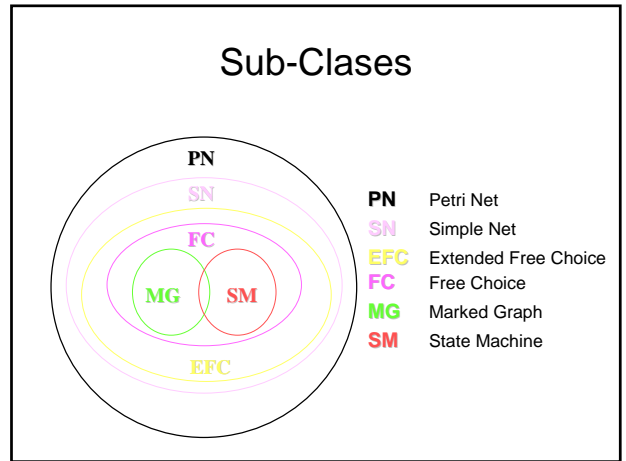 Sub-Clases
PN
SN
FC
MG SM
EFC
PN Petri Net
SN Simple Net
EFC Extended Free Choice
FC Free Choice
MG Marked Graph
SM State Machine